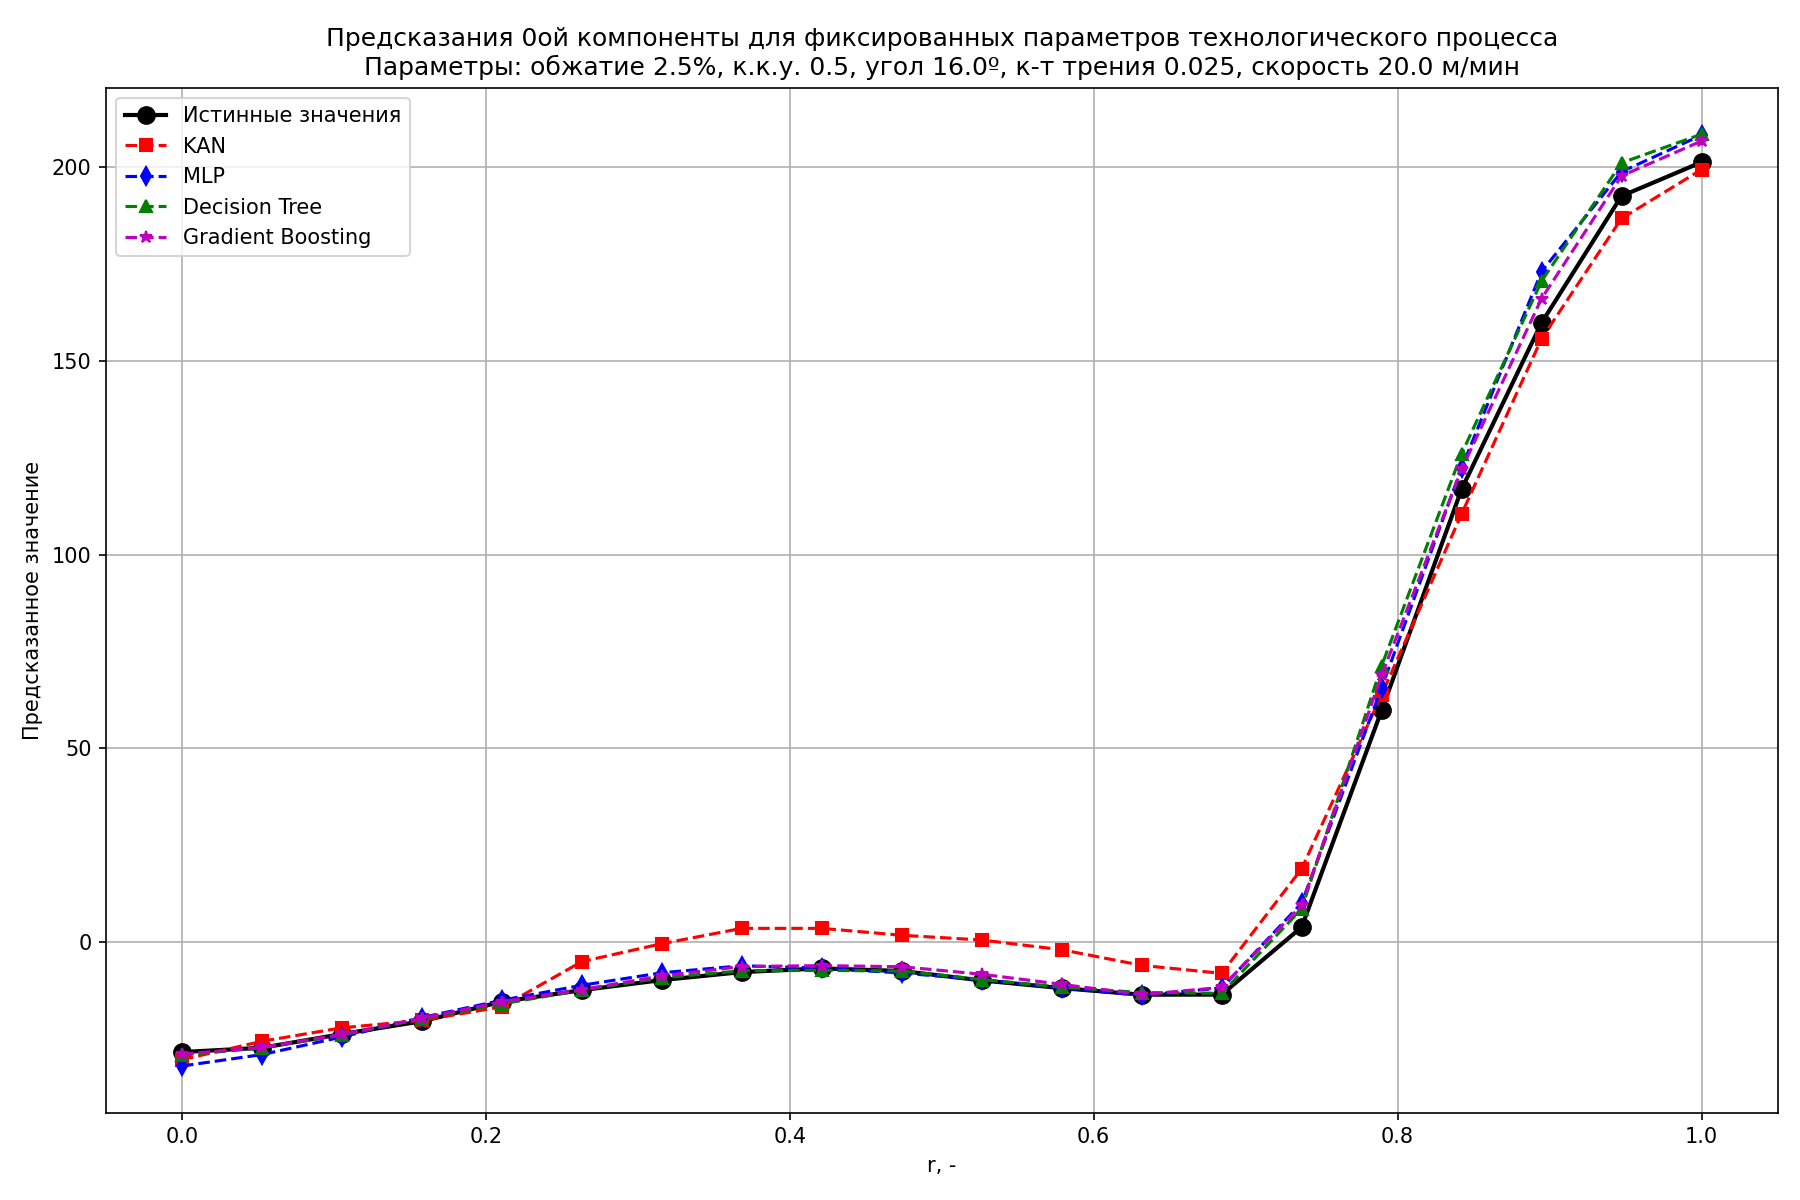 Предсказания 0ой компоненты для фиксированных параметров технологического процесса
Параметры: обжатие 2.5%, к.к.у. 0.5, угол 16.0º, к-т трения 0.025, скорость 20.0 м/мин
Истинные значения
KAN
MLP
Decision Tree
Gradient Boosting
Предсказанное значение
200
150
100
50
0
0.0
0.2
0.4
0.6
0.8
1.0
r, -